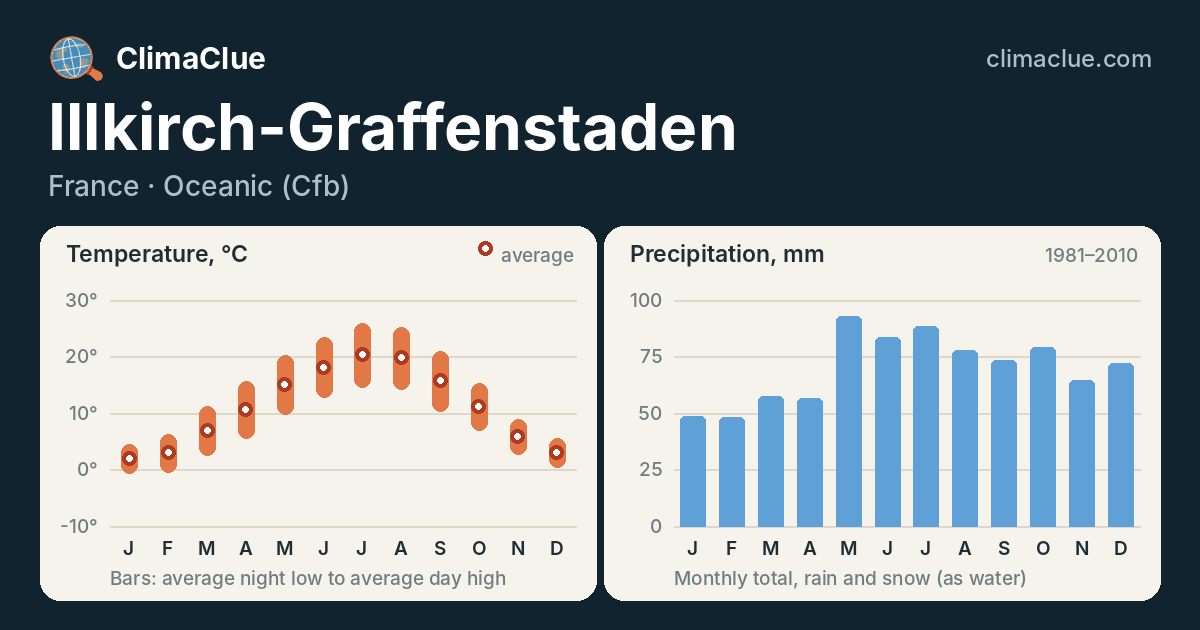 ClimaClue
climaclue.com
Illkirch-Graffenstaden
France · Oceanic (Cfb)
Temperature, °C
average
30°
20°
10°
0°
-10°
J F M A M J J A S O N D
Bars: average night low to average day high
Precipitation, mm
1981–2010
100
75
50
25
0
J F M A M J J A S O N D
Monthly total, rain and snow (as water)